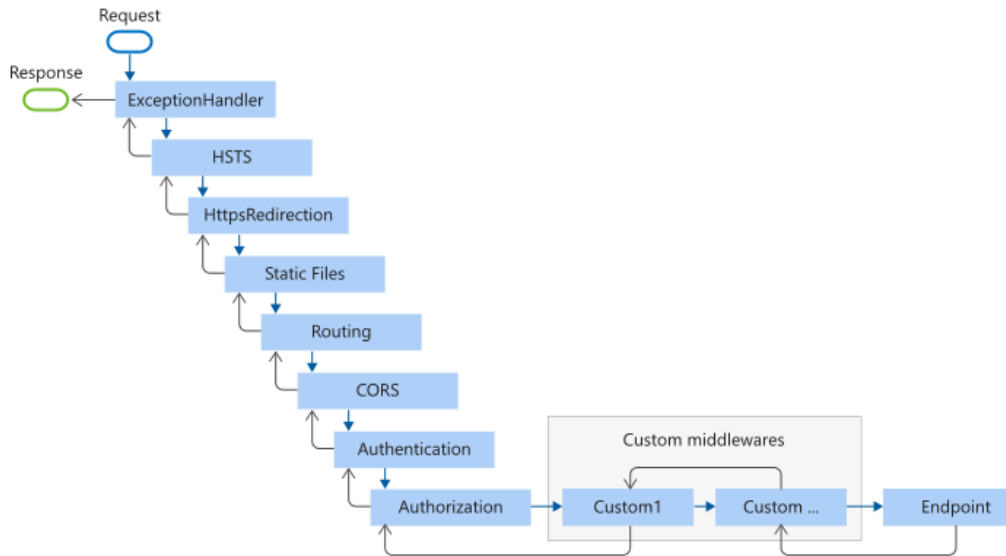 Request
Response
ExceptionHandler
HSTS
HttpsRedirection
Static Files
Routing
CORS
Authentication
Custom middlewares
Authorization
Custom1
Custom ...
Endpoint